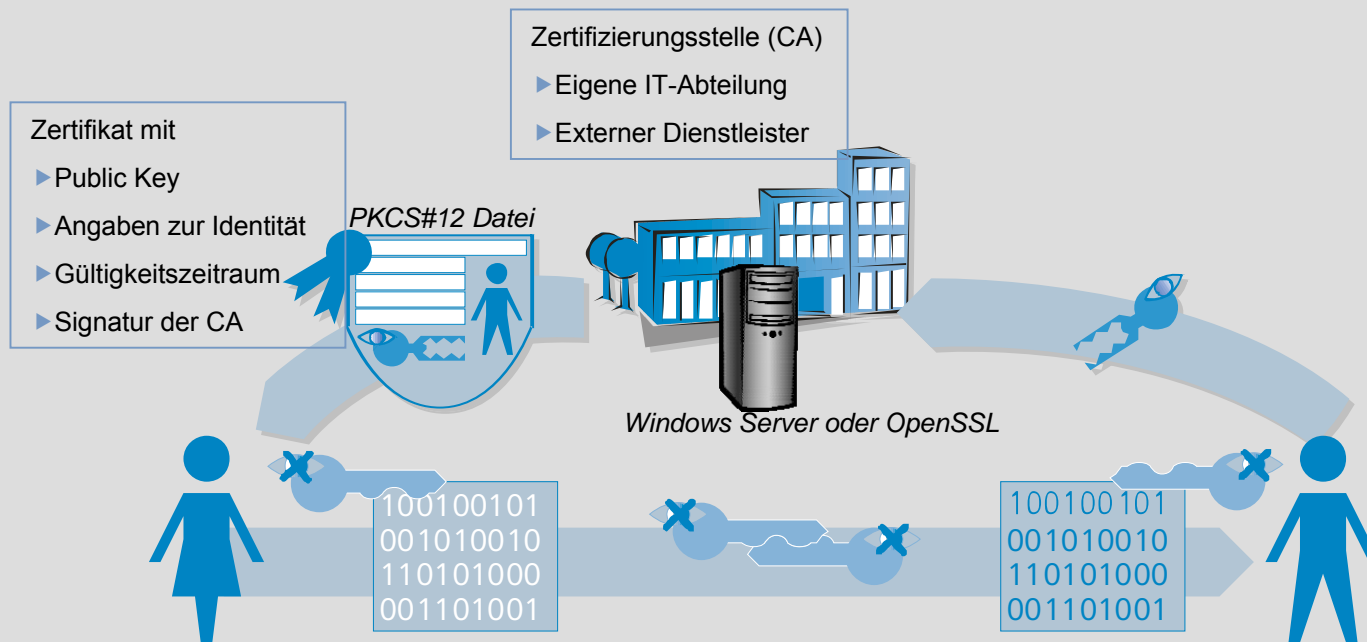 Zertifizierungsstelle (CA)
▶Eigene IT-Abteilung
▶Externer Dienstleister
Zertifikat mit
▶Public Key
▶Angaben zur Identität
▶Gültigkeitszeitraum
▶Signatur der CA
PKCS#12 Datei
Windows Server oder OpenSSL
100100101
001010010
110101000
001101001
100100101
001010010
110101000
001101001